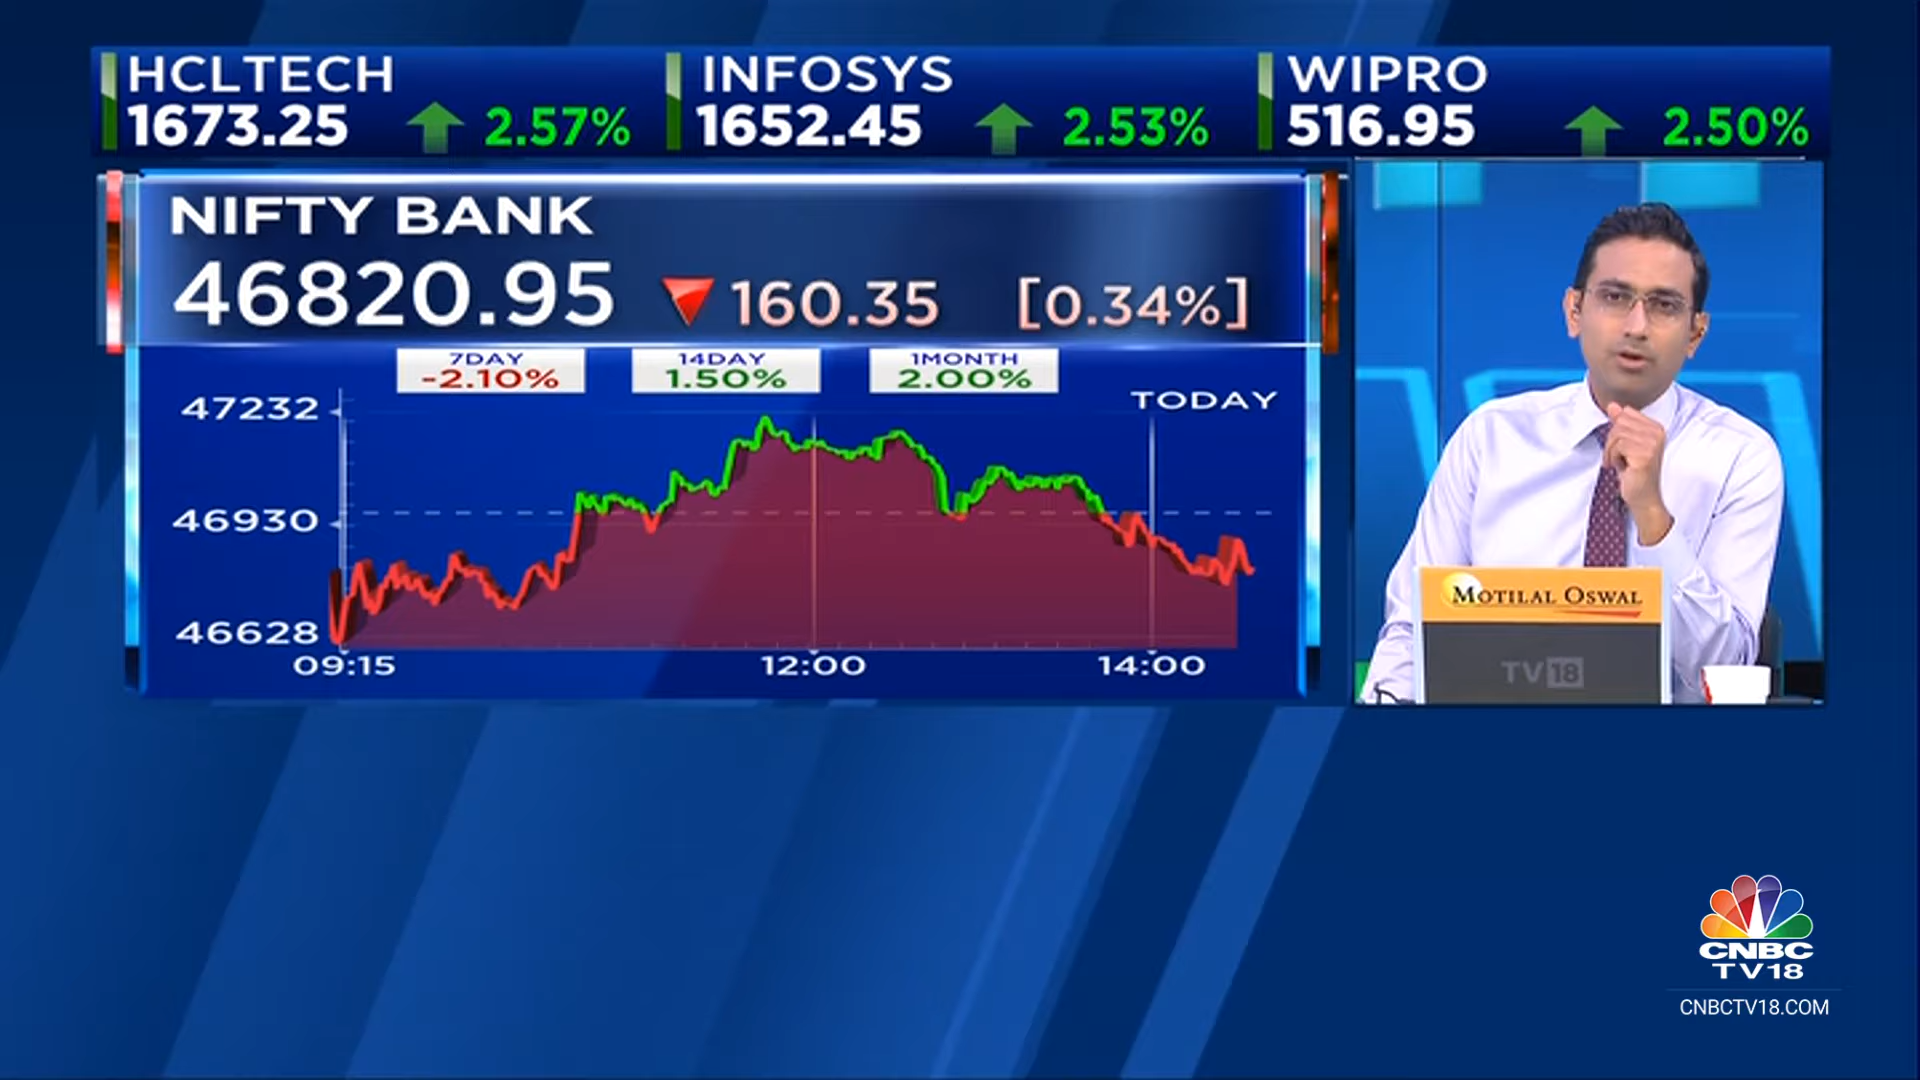 HCLTECH
1673.25 2.57%
INFOSYS
1652.45 2.53%
WIPRO
516.95 2.50%
NIFTY BANK
46820.95 160.35 [0.34%]
7DAY
-2.10%
14DAY
1.50%
1MONTH
2.00%
TODAY
47232
46930
46628
09:15 12:00 14:00
MOTILAL OSWAL
TV18
CNBC
TV18
CNBCTV18.COM